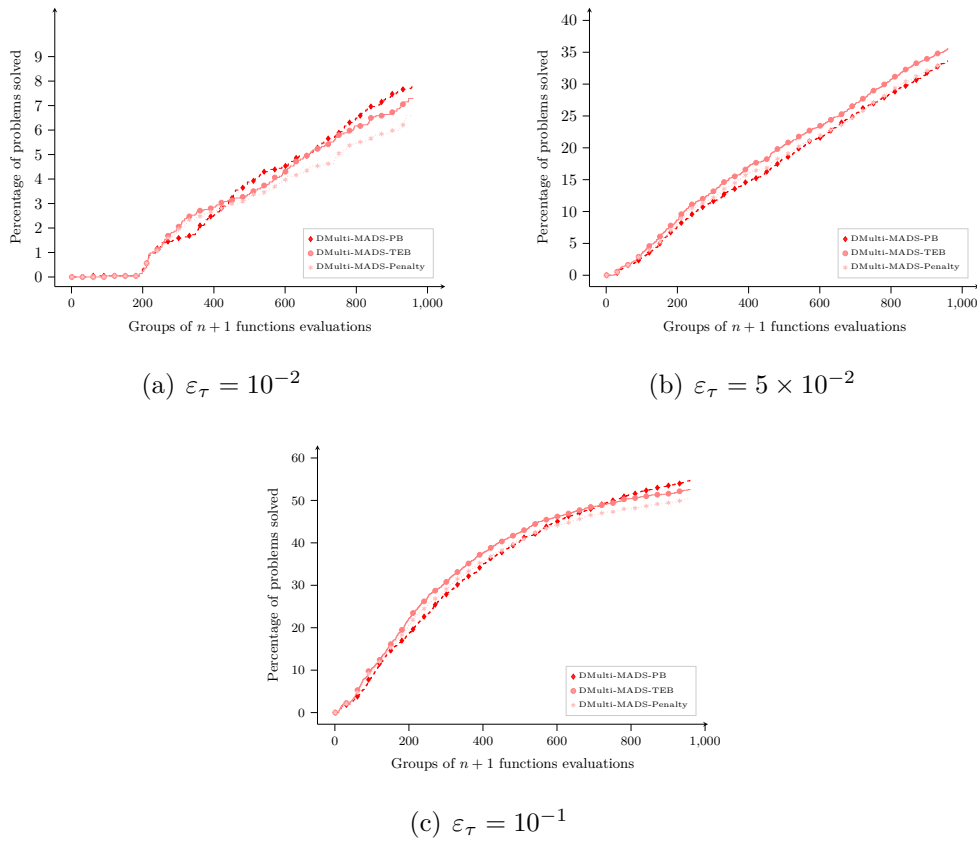 Percentage of problems solved
9
8
7
6
5
4
3
2
1
0
0 200 400 600 800 1,000
Groups of n + 1 functions evaluations
DMulti-MADS-PB
DMulti-MADS-TEB
DMulti-MADS-Penalty
(a) ε_τ = 10⁻²
Percentage of problems solved
40
35
30
25
20
15
10
5
0
0 200 400 600 800 1,000
Groups of n + 1 functions evaluations
DMulti-MADS-PB
DMulti-MADS-TEB
DMulti-MADS-Penalty
(b) ε_τ = 5 × 10⁻²
Percentage of problems solved
60
50
40
30
20
10
0
0 200 400 600 800 1,000
Groups of n + 1 functions evaluations
DMulti-MADS-PB
DMulti-MADS-TEB
DMulti-MADS-Penalty
(c) ε_τ = 10⁻¹